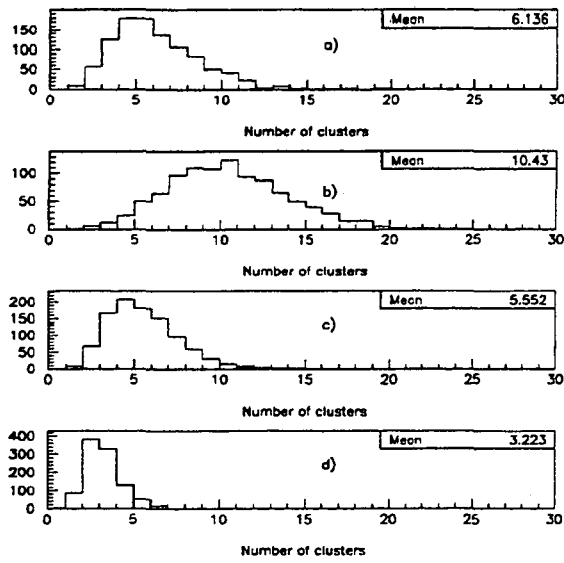 150
100
50
0
Mean 6.136
a)
0 5 10 15 20 25 30
Number of clusters
100
50
0
Mean 10.43
b)
0 5 10 15 20 25 30
Number of clusters
200
150
100
50
0
Mean 5.552
c)
0 5 10 15 20 25 30
Number of clusters
400
300
200
100
0
Mean 3.223
d)
0 5 10 15 20 25 30
Number of clusters